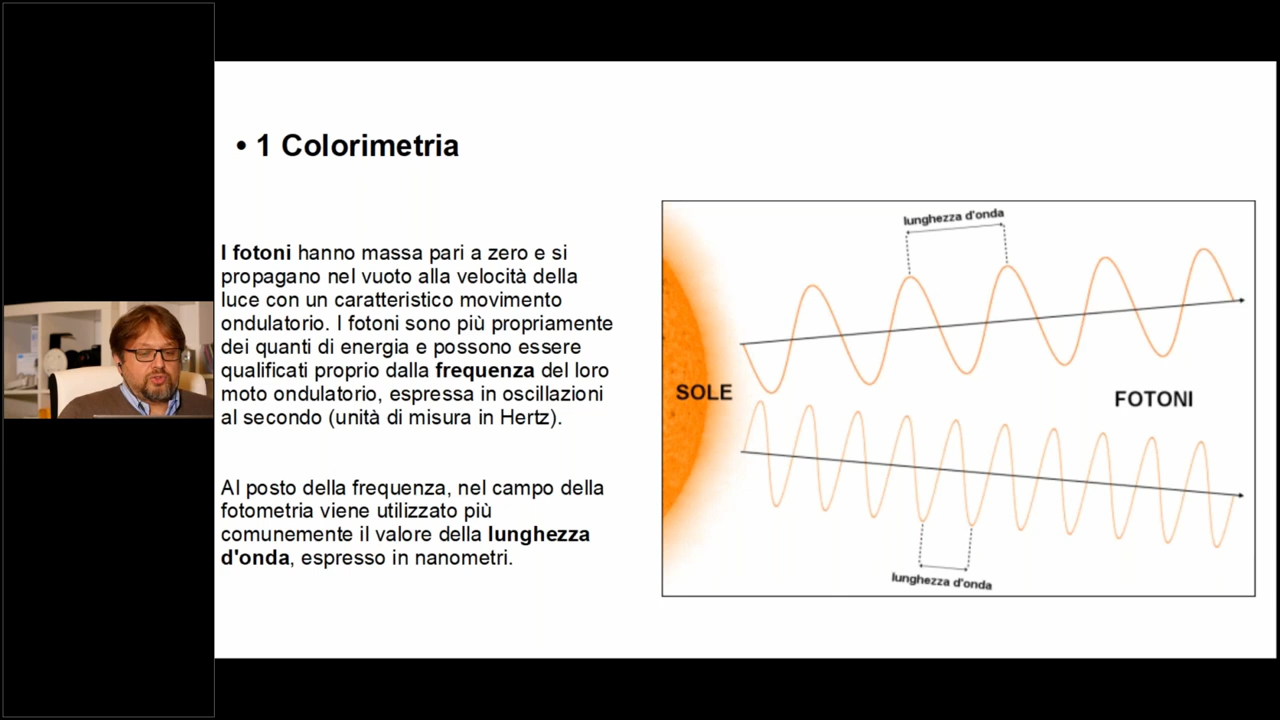 • 1 Colorimetria
I fotoni hanno massa pari a zero e si
propagano nel vuoto alla velocità della
luce con un caratteristico movimento
ondulatorio. I fotoni sono più propriamente
dei quanti di energia e possono essere
qualificati proprio dalla frequenza del loro
moto ondulatorio, espressa in oscillazioni
al secondo (unità di misura in Hertz).
Al posto della frequenza, nel campo della
fotometria viene utilizzato più
comunemente il valore della lunghezza
d'onda, espresso in nanometri.
lunghezza d'onda
SOLE
FOTONI
lunghezza d'onda